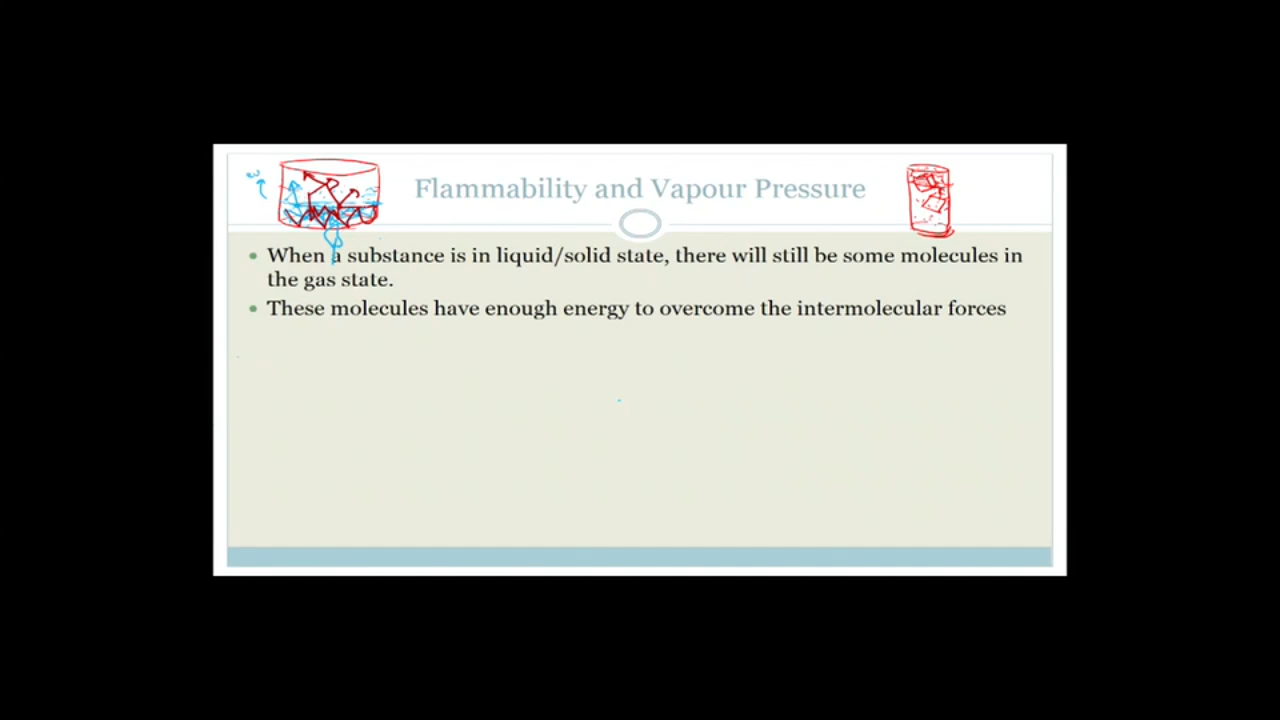 Flammability and Vapour Pressure
When a substance is in liquid/solid state, there will still be some molecules in
the gas state.
These molecules have enough energy to overcome the intermolecular forces